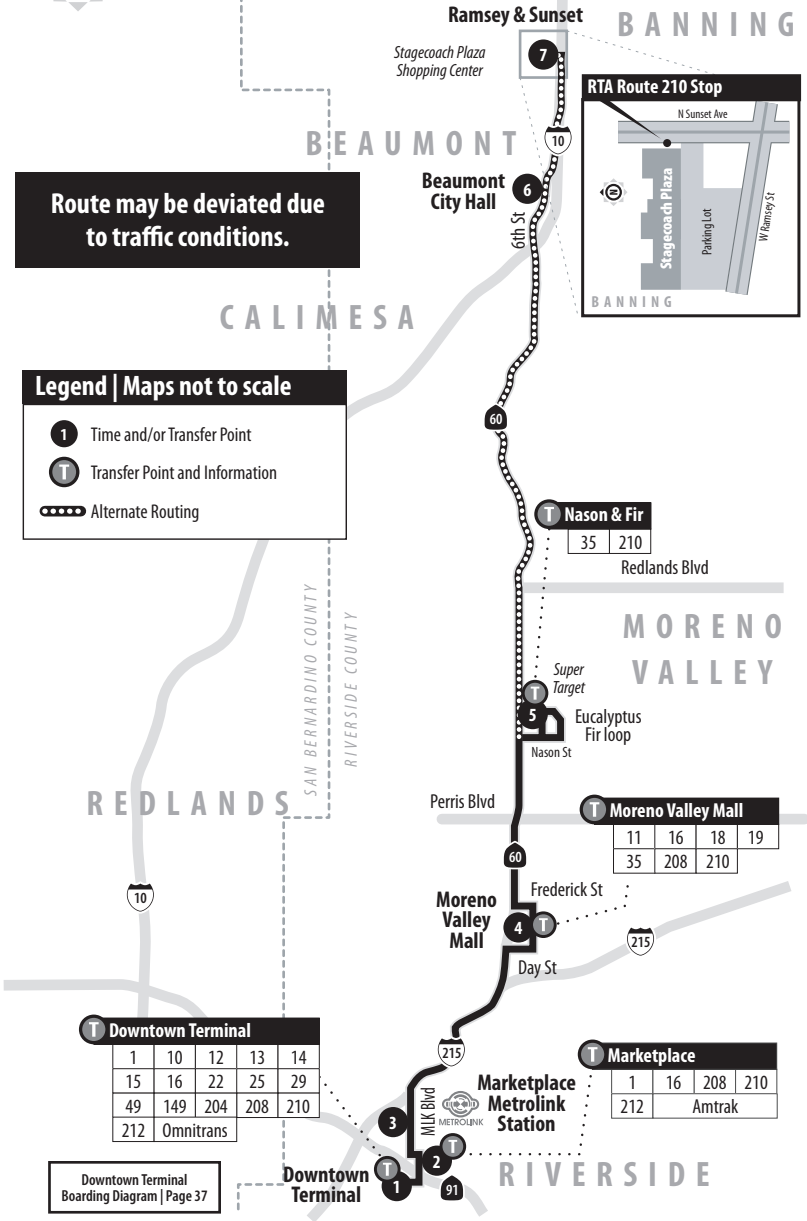 Ramsey & Sunset
BANNING
Stagecoach Plaza
Shopping Center
7
RTA Route 210 Stop
N Sunset Ave
Stagecoach Plaza
Parking Lot
W Ramsey St
N
BANNING
10
BEAUMONT
Beaumont
City Hall
6
6th St
Route may be deviated due
to traffic conditions.
CALIMESA
Legend | Maps not to scale
1 Time and/or Transfer Point
T Transfer Point and Information
Alternate Routing
60
T Nason & Fir
35 210
Redlands Blvd
MORENO
VALLEY
SAN BERNARDINO COUNTY
RIVERSIDE COUNTY
Super
Target
T
5
Eucalyptus
Fir loop
Nason St
REDLANDS
Perris Blvd
T Moreno Valley Mall
11 16 18 19
35 208 210
60
10
Frederick St
Moreno
Valley
Mall
4 T
215
Day St
T Downtown Terminal
1 10 12 13 14
15 16 22 25 29
49 149 204 208 210
212 Omnitrans
215
T Marketplace
1 16 208 210
212 Amtrak
MLK Blvd
METROLINK
Marketplace
Metrolink
Station
3
T
2
RIVERSIDE
Downtown Terminal
Boarding Diagram | Page 37
Downtown
Terminal
T
1
91